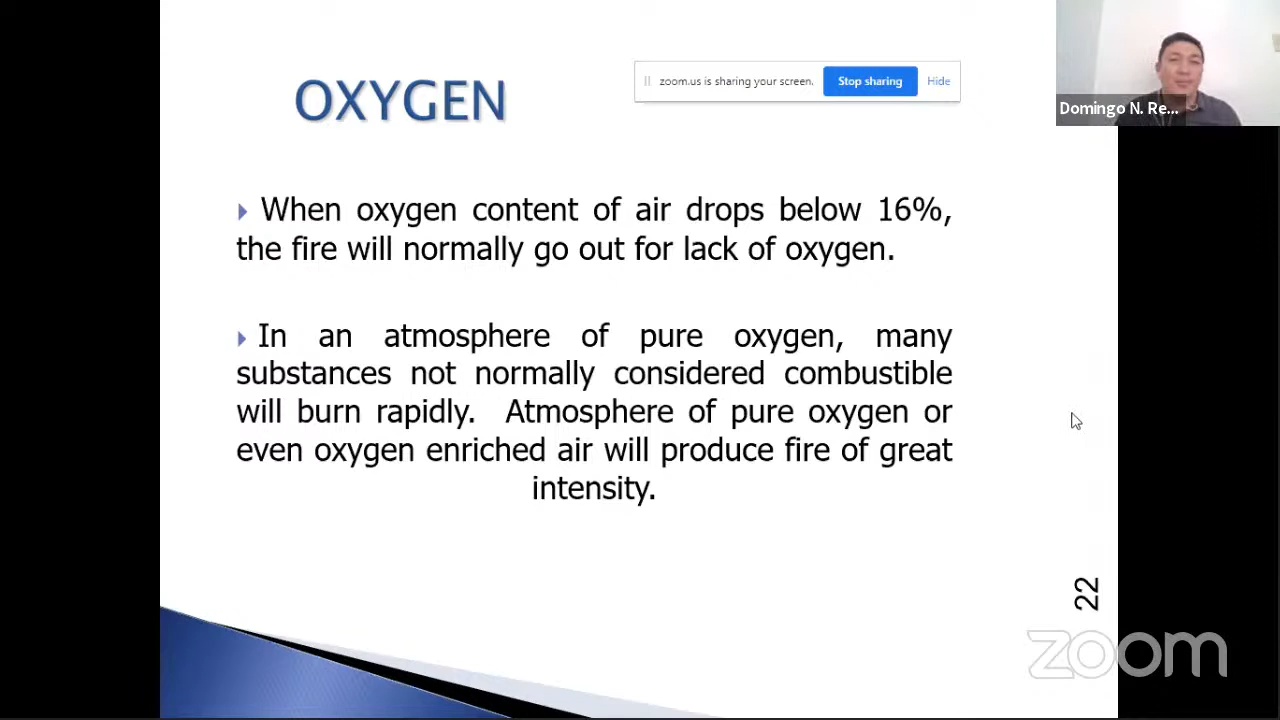 OXYGEN
zoom.us is sharing your screen. Stop sharing Hide
Domingo N. Re...
When oxygen content of air drops below 16%,
the fire will normally go out for lack of oxygen.
In an atmosphere of pure oxygen, many
substances not normally considered combustible
will burn rapidly. Atmosphere of pure oxygen or
even oxygen enriched air will produce fire of great
intensity.
22
zoom